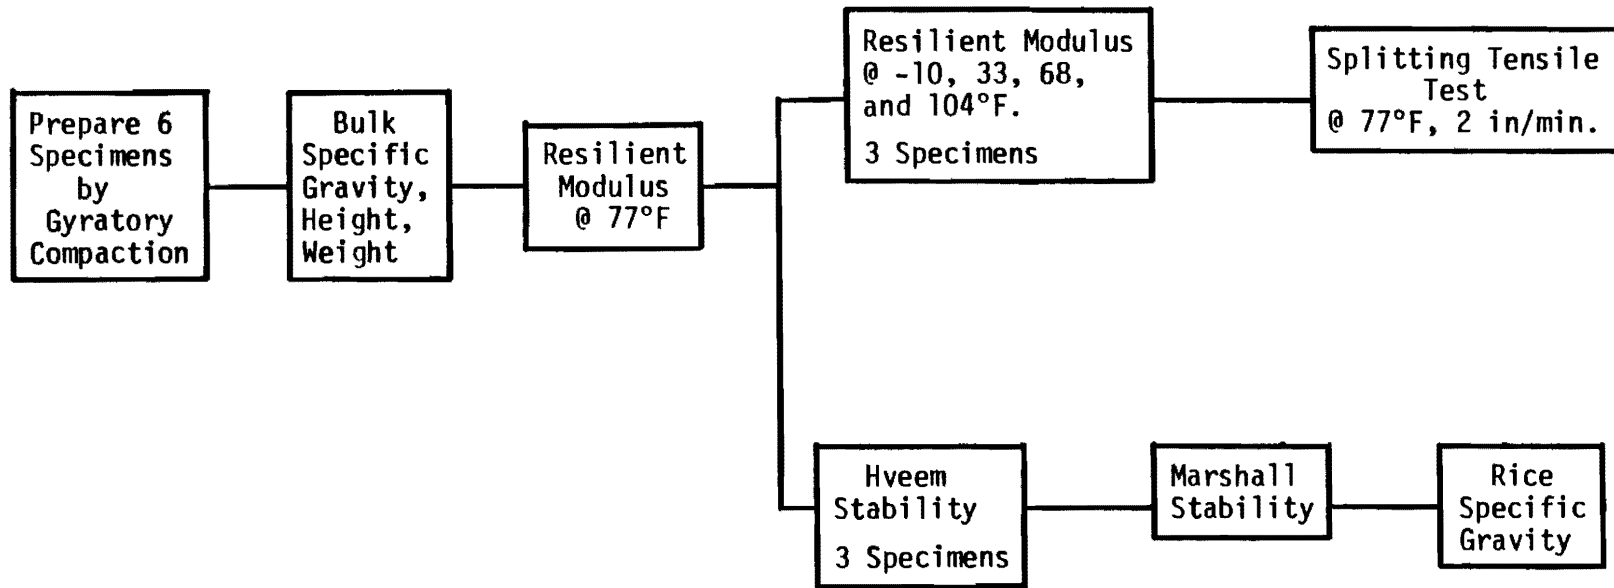 Prepare 6
Specimens
by
Gyratory
Compaction
Bulk
Specific
Gravity,
Height,
Weight
Resilient
Modulus
@ 77°F
Resilient Modulus
@ -10, 33, 68,
and 104°F.
3 Specimens
Splitting Tensile
Test
@ 77°F, 2 in/min.
Hveem
Stability
3 Specimens
Marshall
Stability
Rice
Specific
Gravity